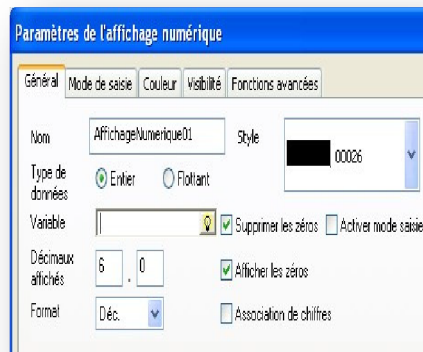 Paramètres de l'affichage numérique
Général Mode de saisie Couleur Visibilité Fonctions avancées
Nom AffichageNumerique01 Style 00026
Type de données Entier Flottant
Variable Supprimer les zéros Activer mode saisie
Décimaux affichés 6 . 0 Afficher les zéros
Format Déc. Association de chiffres